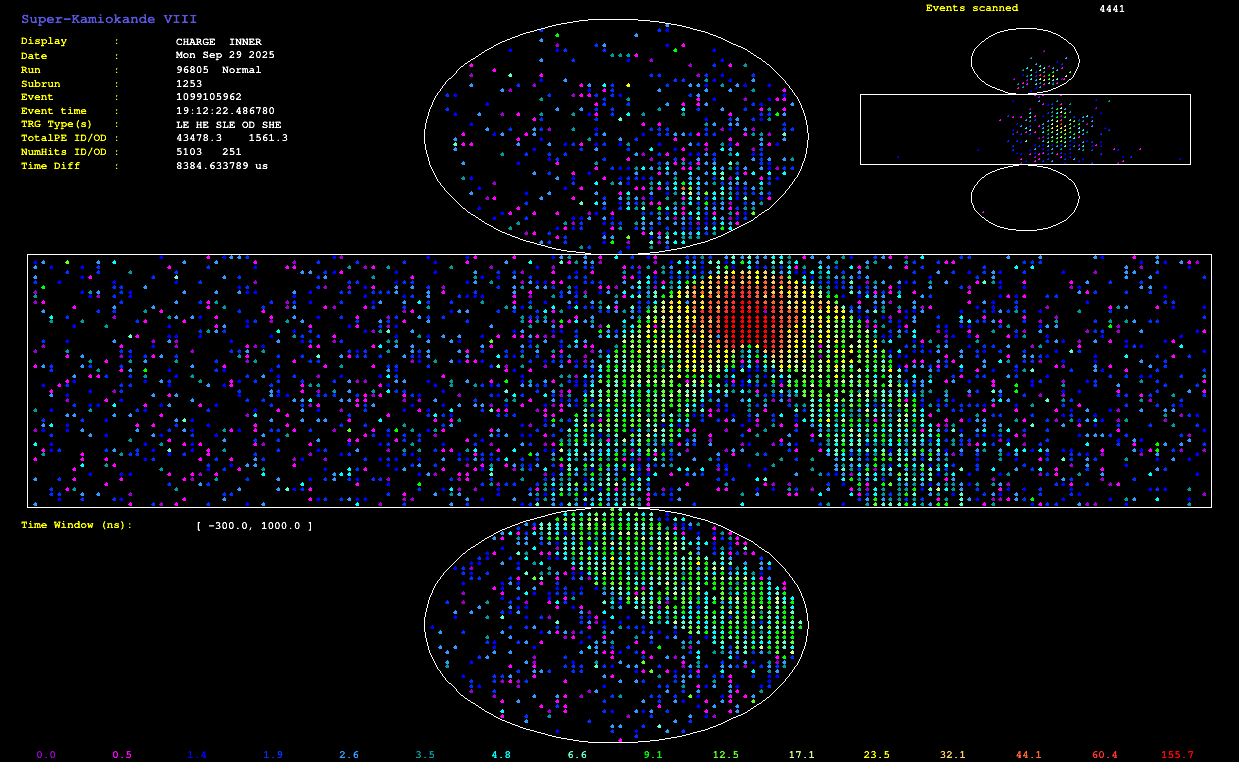 Super-Kamiokande VIII
Display : CHARGE INNER
Date : Mon Sep 29 2025
Run : 96805 Normal
Subrun : 1253
Event : 1099105962
Event time : 19:12:22.486780
TRG Type(s) : LE HE SLE OD SHE
TotalPE ID/OD : 43478.3 1561.3
NumHits ID/OD : 5103 251
Time Diff : 8384.633789 us
Events scanned 4441
Time Window (ns): [ -300.0, 1000.0 ]
0.0 0.5 1.4 1.9 2.6 3.5 4.8 6.6 9.1 12.5 17.1 23.5 32.1 44.1 60.4 155.7